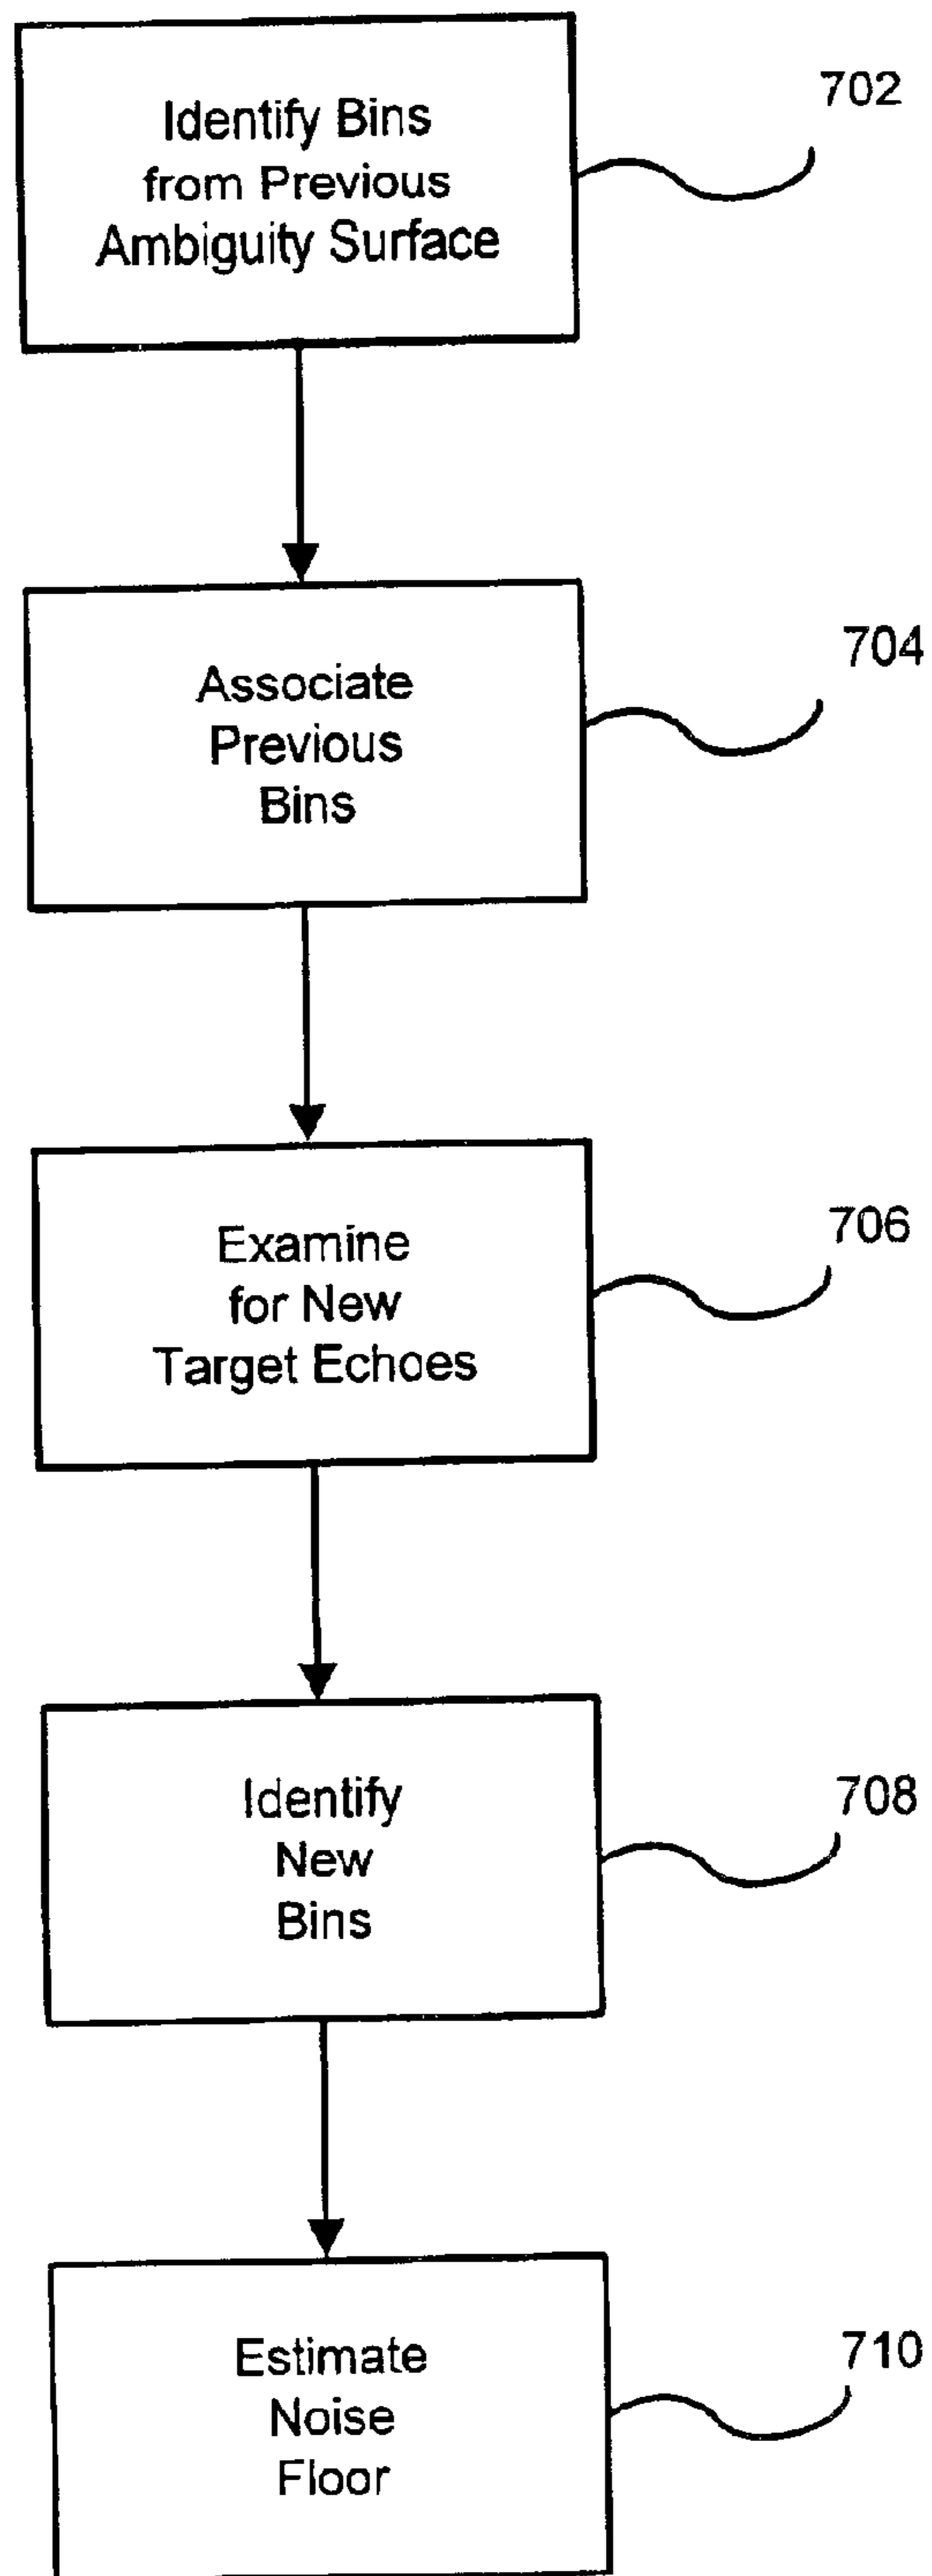 Identify Bins
from Previous
Ambiguity Surface
702
Associate
Previous
Bins
704
Examine
for New
Target Echoes
706
Identify
New
Bins
708
Estimate
Noise
Floor
710